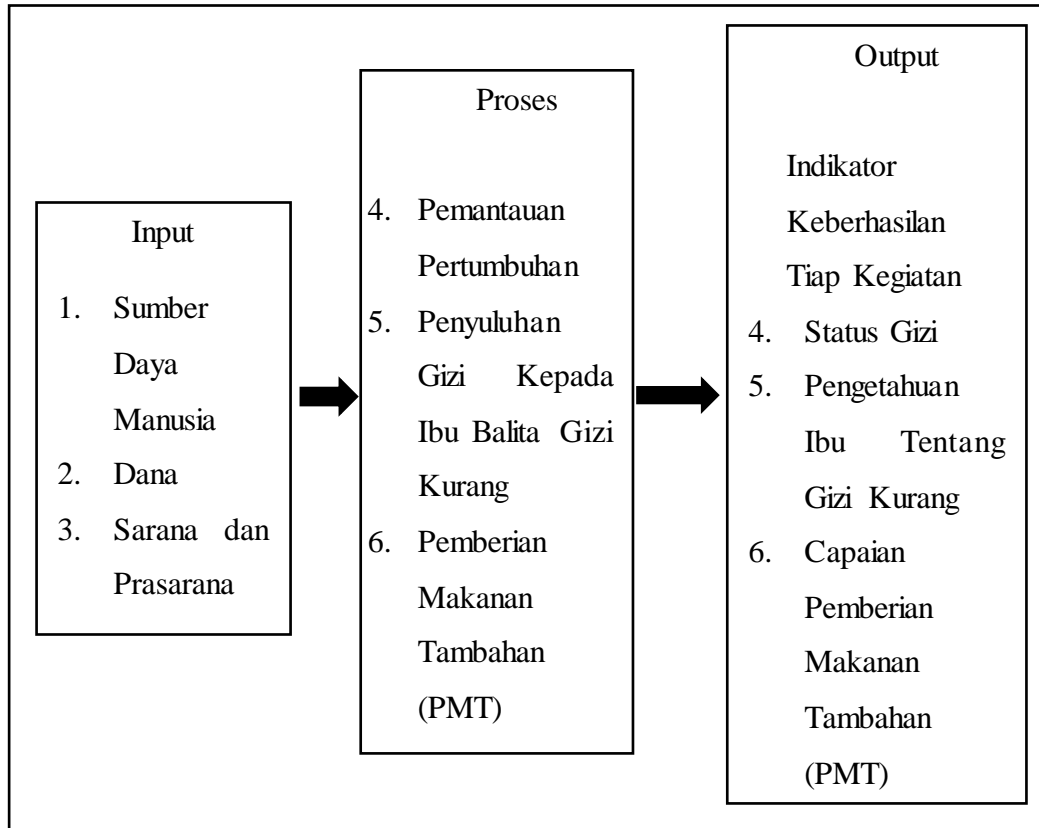 Input
1. Sumber
Daya
Manusia
2. Dana
3. Sarana dan
Prasarana
Proses
4. Pemantauan
Pertumbuhan
5. Penyuluhan
Gizi Kepada
Ibu Balita Gizi
Kurang
6. Pemberian
Makanan
Tambahan
(PMT)
Output
Indikator
Keberhasilan
Tiap Kegiatan
4. Status Gizi
5. Pengetahuan
Ibu Tentang
Gizi Kurang
6. Capaian
Pemberian
Makanan
Tambahan
(PMT)